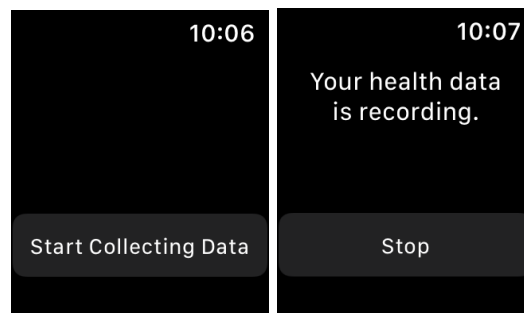 10:06
Start Collecting Data
10:07
Your health data
is recording.
Stop